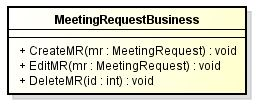 MeetingRequestBusiness
+ CreateMR(mr : MeetingRequest) : void
+ EditMR(mr : MeetingRequest) : void
+ DeleteMR(id : int) : void